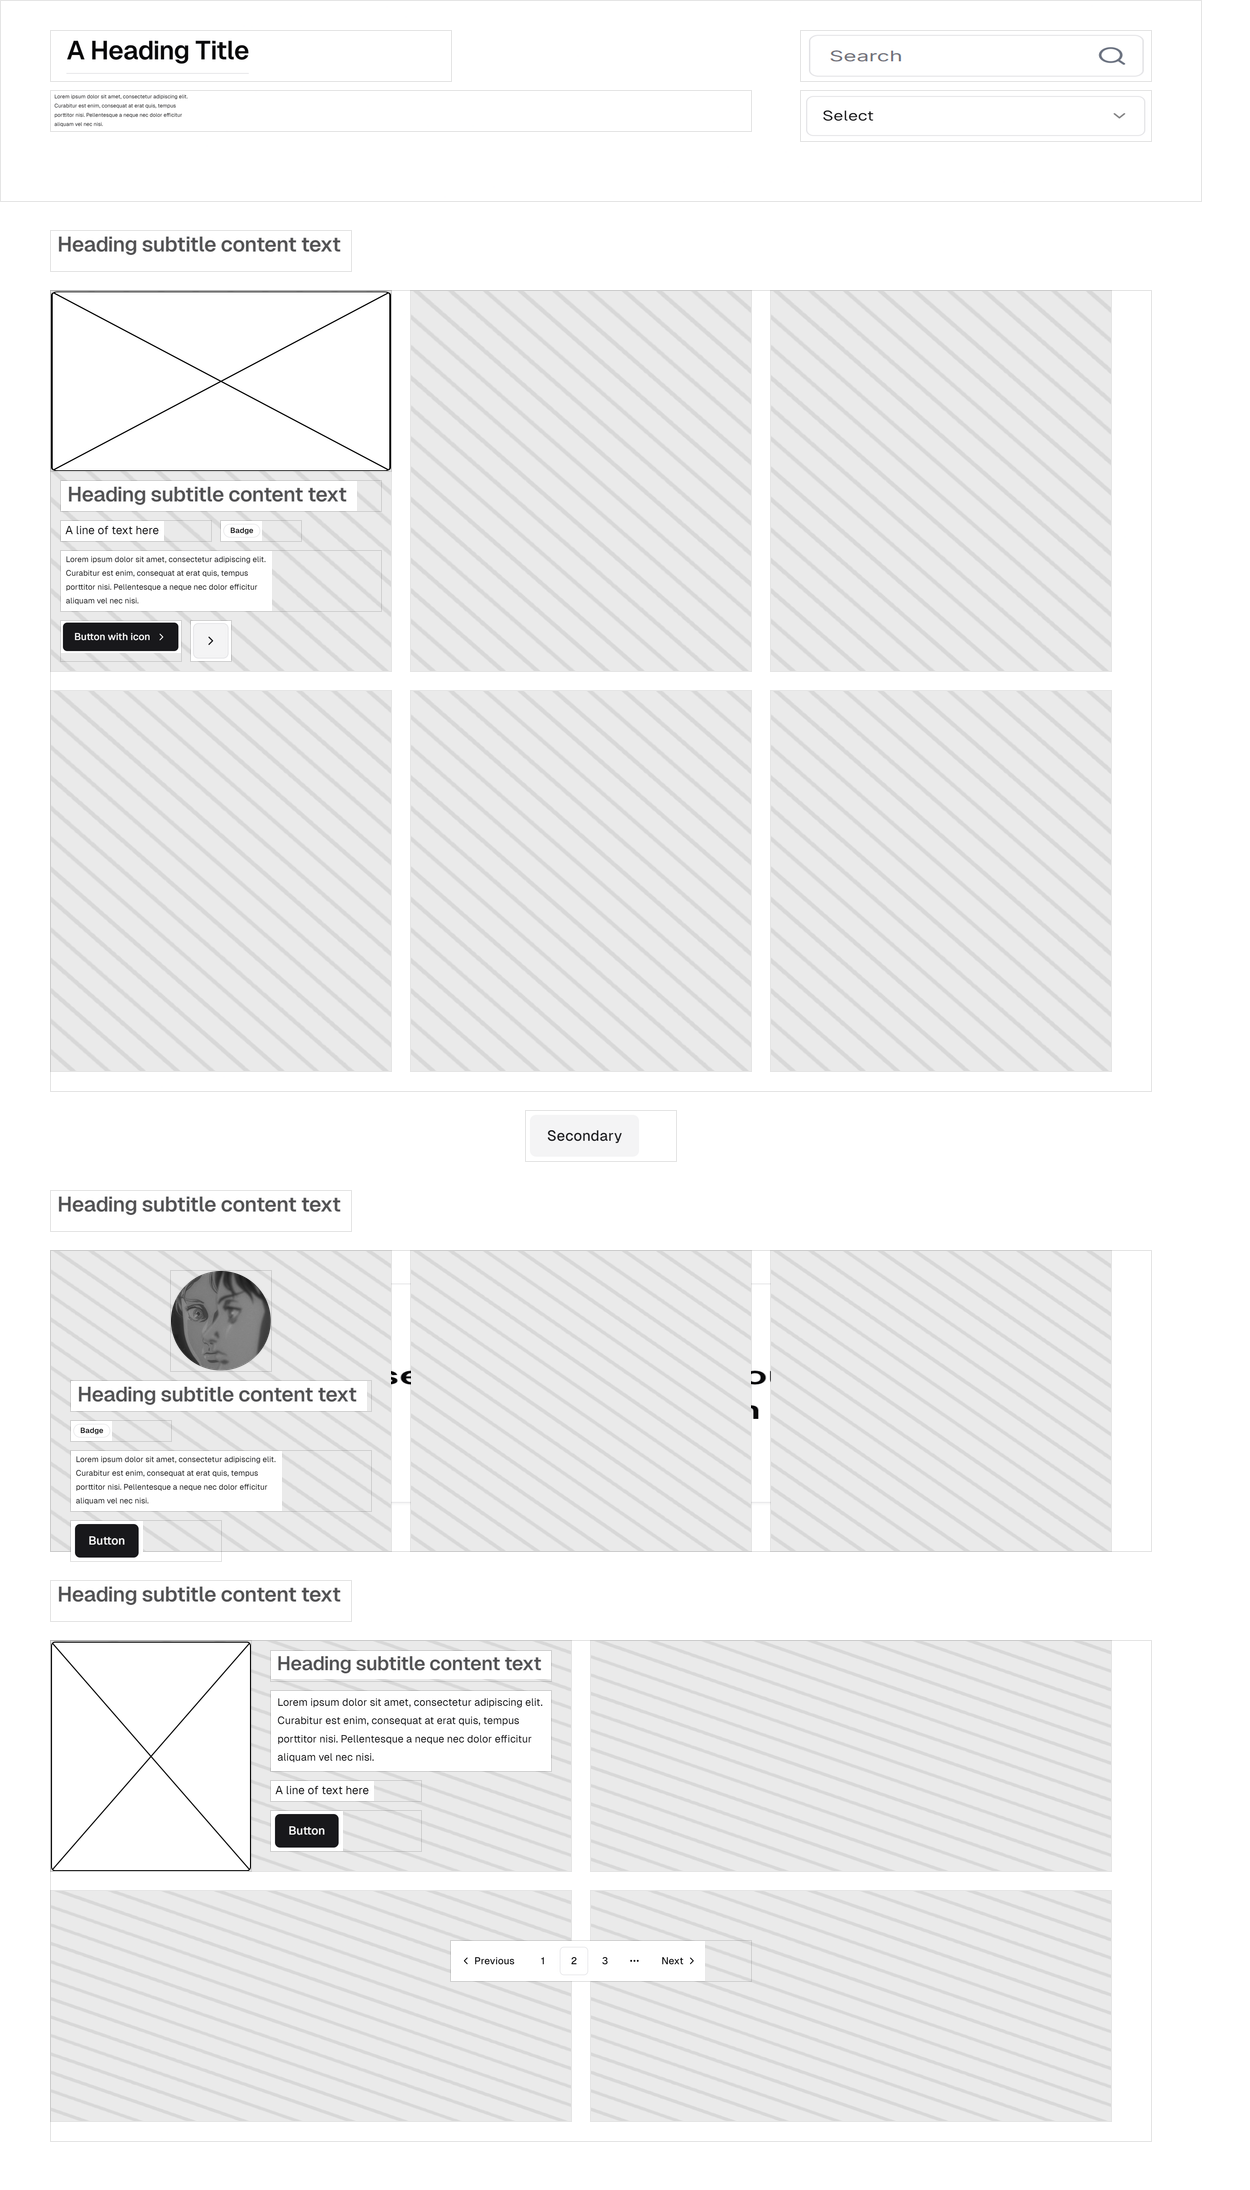 A Heading Title
Search
Lorem ipsum dolor sit amet, consectetur adipiscing elit.
Curabitur est enim, consequat at erat quis, tempus
porttitor nisi. Pellentesque a neque nec dolor efficitur
aliquam vel nec nisi.
Select
Heading subtitle content text
Heading subtitle content text
A line of text here
Badge
Lorem ipsum dolor sit amet, consectetur adipiscing elit.
Curabitur est enim, consequat at erat quis, tempus
porttitor nisi. Pellentesque a neque nec dolor efficitur
aliquam vel nec nisi.
Button with icon
Secondary
Heading subtitle content text
Heading subtitle content text
Badge
Lorem ipsum dolor sit amet, consectetur adipiscing elit.
Curabitur est enim, consequat at erat quis, tempus
porttitor nisi. Pellentesque a neque nec dolor efficitur
aliquam vel nec nisi.
Button
Heading subtitle content text
Heading subtitle content text
Lorem ipsum dolor sit amet, consectetur adipiscing elit.
Curabitur est enim, consequat at erat quis, tempus
porttitor nisi. Pellentesque a neque nec dolor efficitur
aliquam vel nec nisi.
A line of text here
Button
Previous 1 2 3 ··· Next